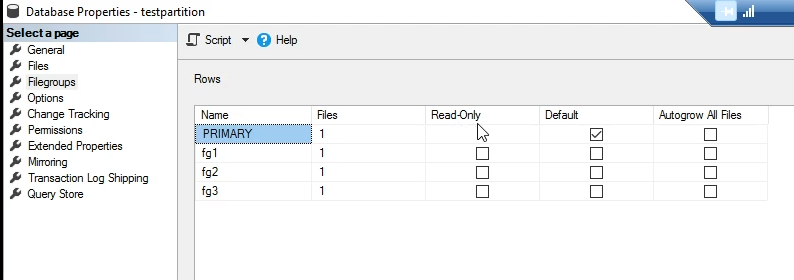 Database Properties - testpartition
Select a page
General
Files
Filegroups
Options
Change Tracking
Permissions
Extended Properties
Mirroring
Transaction Log Shipping
Query Store
Script Help
Rows
Name Files Read-Only Default Autogrow All Files
PRIMARY 1
fg1 1
fg2 1
fg3 1